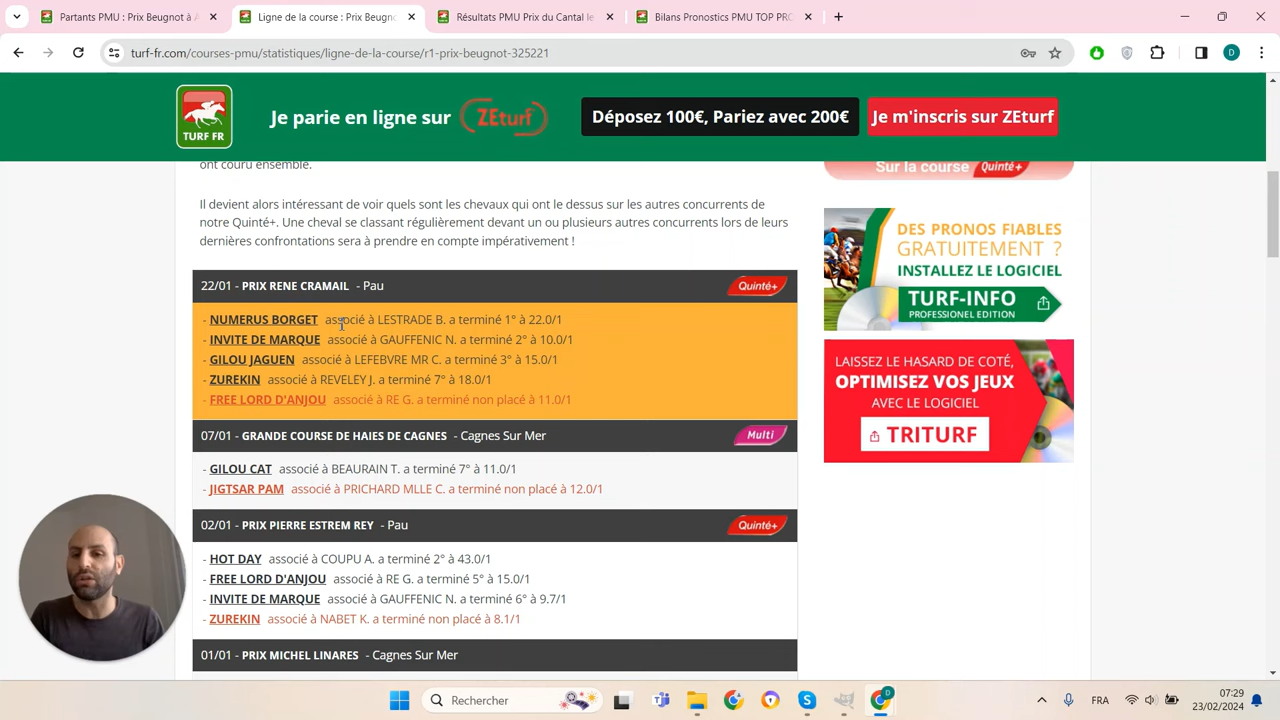 Partants PMU : Prix Beugnot à A
Ligne de la course : Prix Beugno
Résultats PMU Prix du Cantal le
Bilans Pronostics PMU TOP PRO
turf-fr.com/courses-pmu/statistiques/ligne-de-la-course/r1-prix-beugnot-325221
D
TURF FR
Je parie en ligne sur ZEturf
Déposez 100€, Pariez avec 200€
Je m'inscris sur ZEturf
ont couru ensemble.
Sur la course Quinté+
Il devient alors intéressant de voir quels sont les chevaux qui ont le dessus sur les autres concurrents de
notre Quinté+. Une cheval se classant régulièrement devant un ou plusieurs autres concurrents lors de leurs
dernières confrontations sera à prendre en compte impérativement !
22/01 - PRIX RENE CRAMAIL - Pau
Quinté+
- NUMERUS BORGET associé à LESTRADE B. a terminé 1° à 22.0/1
- INVITE DE MARQUE associé à GAUFFENIC N. a terminé 2° à 10.0/1
- GILOU JAGUEN associé à LEFEBVRE MR C. a terminé 3° à 15.0/1
- ZUREKIN associé à REVELEY J. a terminé 7° à 18.0/1
- FREE LORD D'ANJOU associé à RE G. a terminé non placé à 11.0/1
07/01 - GRANDE COURSE DE HAIES DE CAGNES - Cagnes Sur Mer
Multi
- GILOU CAT associé à BEAURAIN T. a terminé 7° à 11.0/1
- JIGTSAR PAM associé à PRICHARD MLLE C. a terminé non placé à 12.0/1
02/01 - PRIX PIERRE ESTREM REY - Pau
Quinté+
- HOT DAY associé à COUPU A. a terminé 2° à 43.0/1
- FREE LORD D'ANJOU associé à RE G. a terminé 5° à 15.0/1
- INVITE DE MARQUE associé à GAUFFENIC N. a terminé 6° à 9.7/1
- ZUREKIN associé à NABET K. a terminé non placé à 8.1/1
01/01 - PRIX MICHEL LINARES - Cagnes Sur Mer
DES PRONOS FIABLES
GRATUITEMENT ?
INSTALLEZ LE LOGICIEL
TURF-INFO
PROFESSIONEL EDITION
LAISSEZ LE HASARD DE COTÉ,
OPTIMISEZ VOS JEUX
AVEC LE LOGICIEL
TRITURF
Rechercher
FRA
07:29
23/02/2024